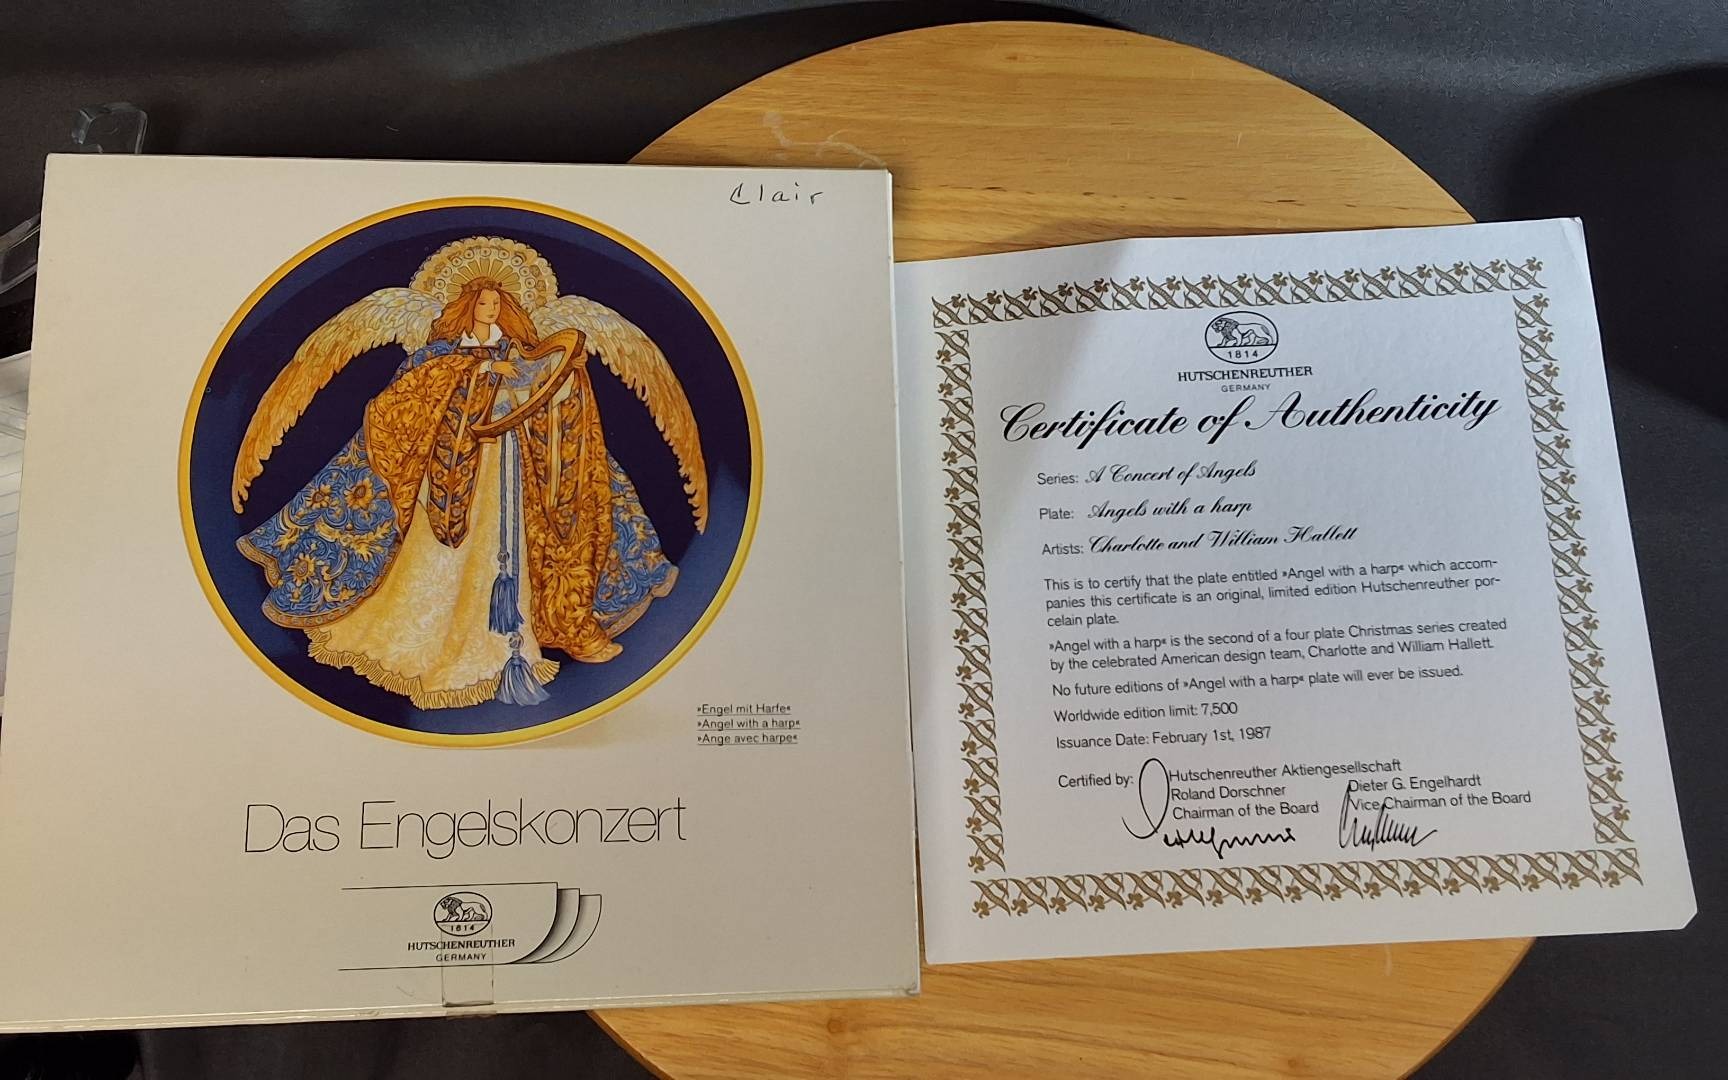 Clair
»Engel mit Harfe«
»Angel with a harp«
»Ange avec harpe«
Das Engelskonzert
1814
HUTSCHENREUTHER
GERMANY
1814
HUTSCHENREUTHER
GERMANY
Certificate of Authenticity
Series: A Concert of Angels
Plate: Angels with a harp
Artists: Charlotte and William Hallett
This is to certify that the plate entitled »Angel with a harp« which accom-
panies this certificate is an original, limited edition Hutschenreuther por-
celain plate.
»Angel with a harp« is the second of a four plate Christmas series created
by the celebrated American design team, Charlotte and William Hallett.
No future editions of »Angel with a harp« plate will ever be issued.
Worldwide edition limit: 7,500
Issuance Date: February 1st, 1987
Certified by: Hutschenreuther Aktiengesellschaft
Roland Dorschner Dieter G. Engelhardt
Chairman of the Board Vice Chairman of the Board